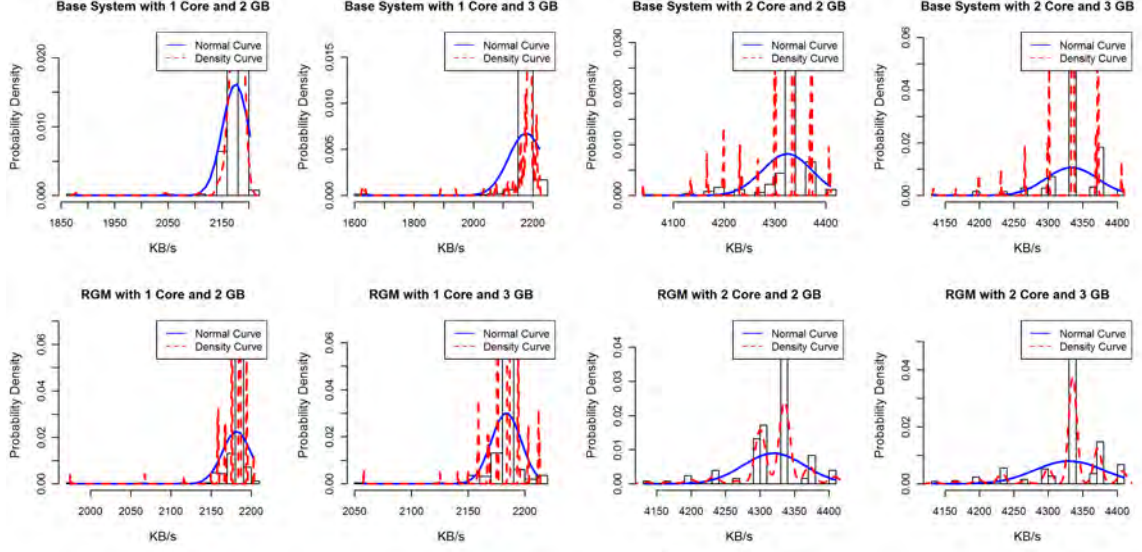 Base System with 1 Core and 2 GB
Normal Curve
Density Curve
Probability Density
0.000 0.010 0.020
1850 1950 2050 2150
KB/s
Base System with 1 Core and 3 GB
Normal Curve
Density Curve
Probability Density
0.000 0.005 0.010 0.015
1600 1800 2000 2200
KB/s
Base System with 2 Core and 2 GB
Normal Curve
Density Curve
Probability Density
0.000 0.010 0.020 0.030
4100 4200 4300 4400
KB/s
Base System with 2 Core and 3 GB
Normal Curve
Density Curve
Probability Density
0.00 0.02 0.04 0.06
4150 4200 4250 4300 4350 4400
KB/s
RGM with 1 Core and 2 GB
Normal Curve
Density Curve
Probability Density
0.00 0.02 0.04 0.06
2000 2050 2100 2150 2200
KB/s
RGM with 1 Core and 3 GB
Normal Curve
Density Curve
Probability Density
0.00 0.02 0.04 0.06
2050 2100 2150 2200
KB/s
RGM with 2 Core and 2 GB
Normal Curve
Density Curve
Probability Density
0.00 0.01 0.02 0.03 0.04
4150 4200 4250 4300 4350 4400
KB/s
RGM with 2 Core and 3 GB
Normal Curve
Density Curve
Probability Density
0.00 0.02 0.04
4150 4200 4250 4300 4350 4400
KB/s